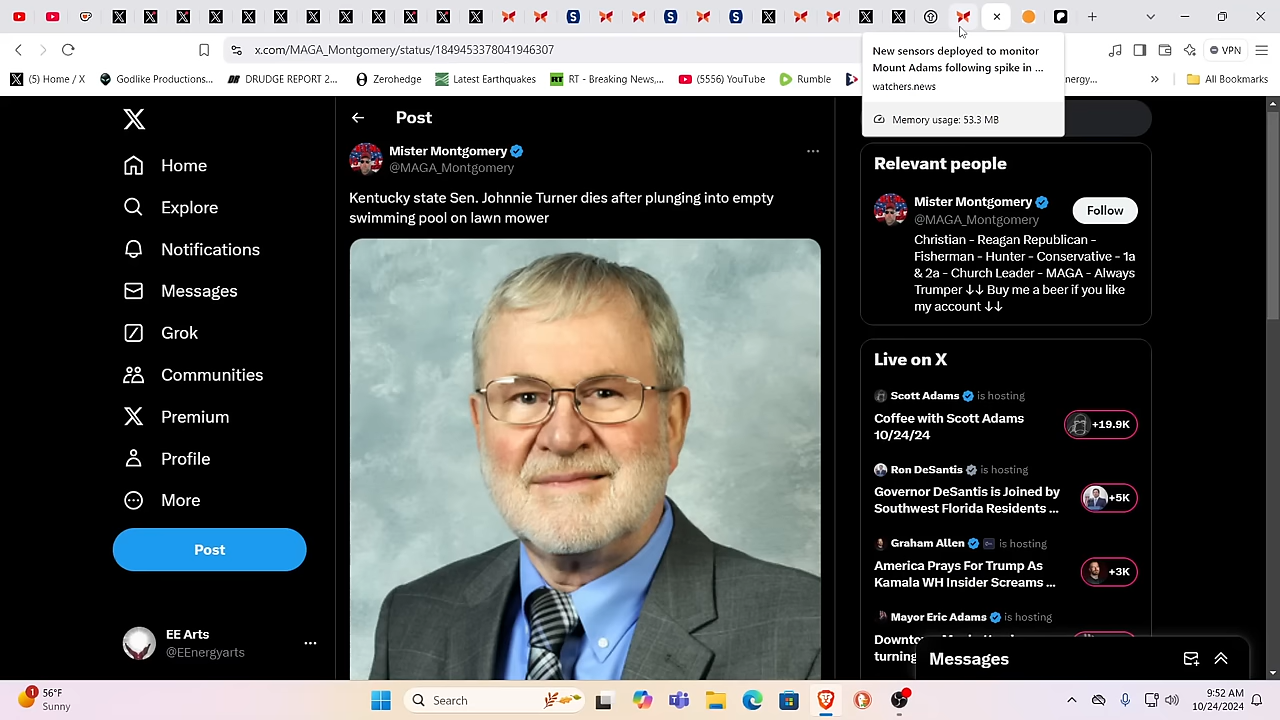 x.com/MAGA_Montgomery/status/1849453378041946307
VPN
(5) Home / X
Godlike Productions...
DRUDGE REPORT 2...
Zerohedge
Latest Earthquakes
RT - Breaking News,...
(5556) YouTube
Rumble
nergy...
»
All Bookmarks
New sensors deployed to monitor
Mount Adams following spike in ...
watchers.news
Memory usage: 53.3 MB
Home
Explore
Notifications
Messages
Grok
Communities
Premium
Profile
More
Post
EE Arts
@EEnergyarts
Post
Mister Montgomery
@MAGA_Montgomery
Kentucky state Sen. Johnnie Turner dies after plunging into empty
swimming pool on lawn mower
Relevant people
Mister Montgomery
@MAGA_Montgomery
Follow
Christian - Reagan Republican -
Fisherman - Hunter - Conservative - 1a
& 2a - Church Leader - MAGA - Always
Trumper ↓↓ Buy me a beer if you like
my account ↓↓
Live on X
Scott Adams is hosting
Coffee with Scott Adams
10/24/24
+19.9K
Ron DeSantis is hosting
Governor DeSantis is Joined by
Southwest Florida Residents ...
+5K
Graham Allen is hosting
America Prays For Trump As
Kamala WH Insider Screams ...
+3K
Mayor Eric Adams is hosting
turning
Messages
1
56°F
Sunny
Search
9:52 AM
10/24/2024